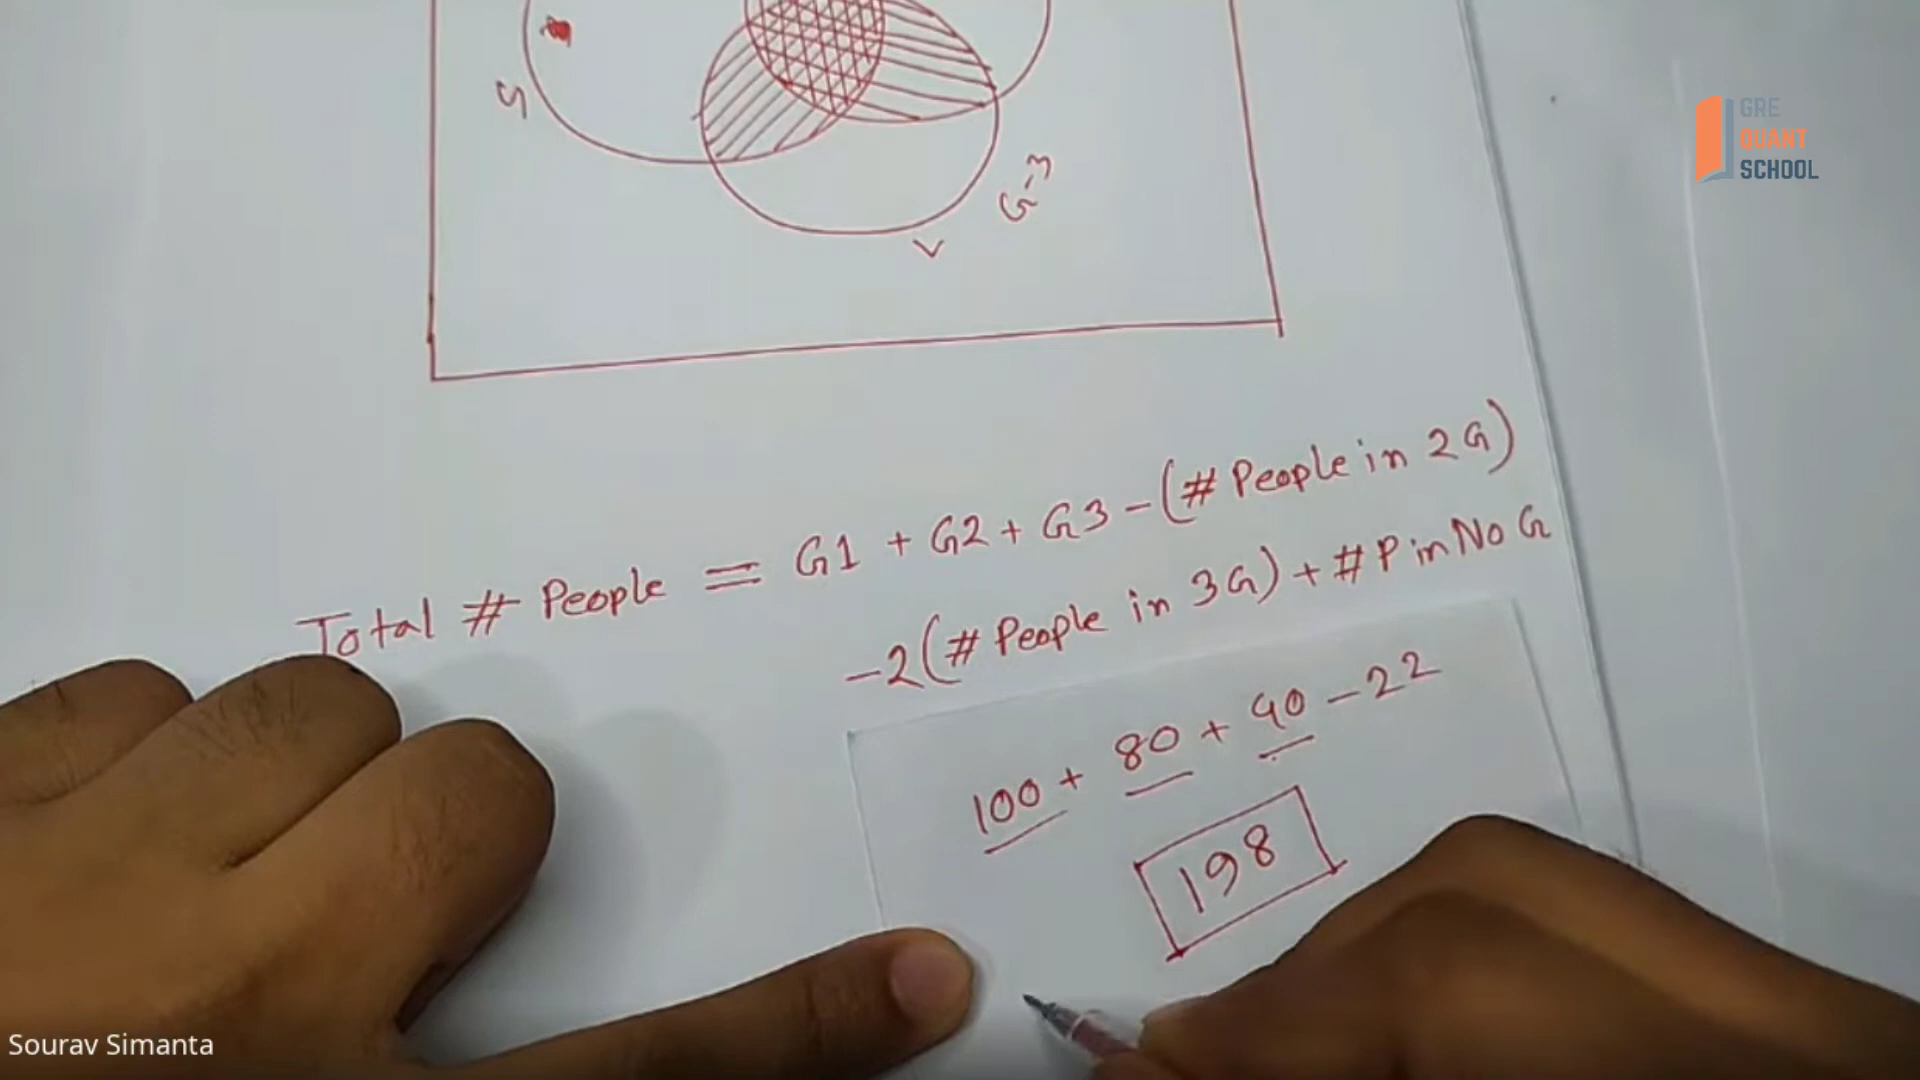 GRE
QUANT
SCHOOL
S
G-3
V
Total # People = G1 + G2 + G3 - (# People in 2G)
-2(# People in 3G) + # P in No G
100 + 80 + 40 - 22
198
Sourav Simanta